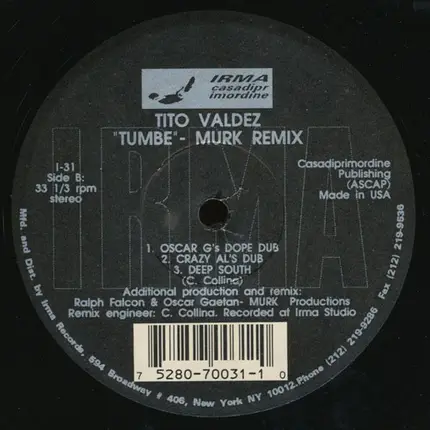 IRMA
casadipr
imordine
TITO VALDEZ
"TUMBE"- MURK REMIX
I-31
Side B:
33 1/3 rpm
stereo
Casadiprimordine
Publishing
(ASCAP)
Made in USA
IRMA
1. OSCAR G's DOPE DUB
2. CRAZY AL'S DUB
3. DEEP SOUTH
(C. Collina)
Additional production and remix:
Ralph Falcon & Oscar Gaetan- MURK Productions
Remix engineer: C. Collina. Recorded at Irma Studio
7 5280-70031-1 0
Mfd. and Dist. by Irma Records, 594 Broadway # 406, New York NY 10012.Phone (212) 219-9286 Fax (212) 219-9636